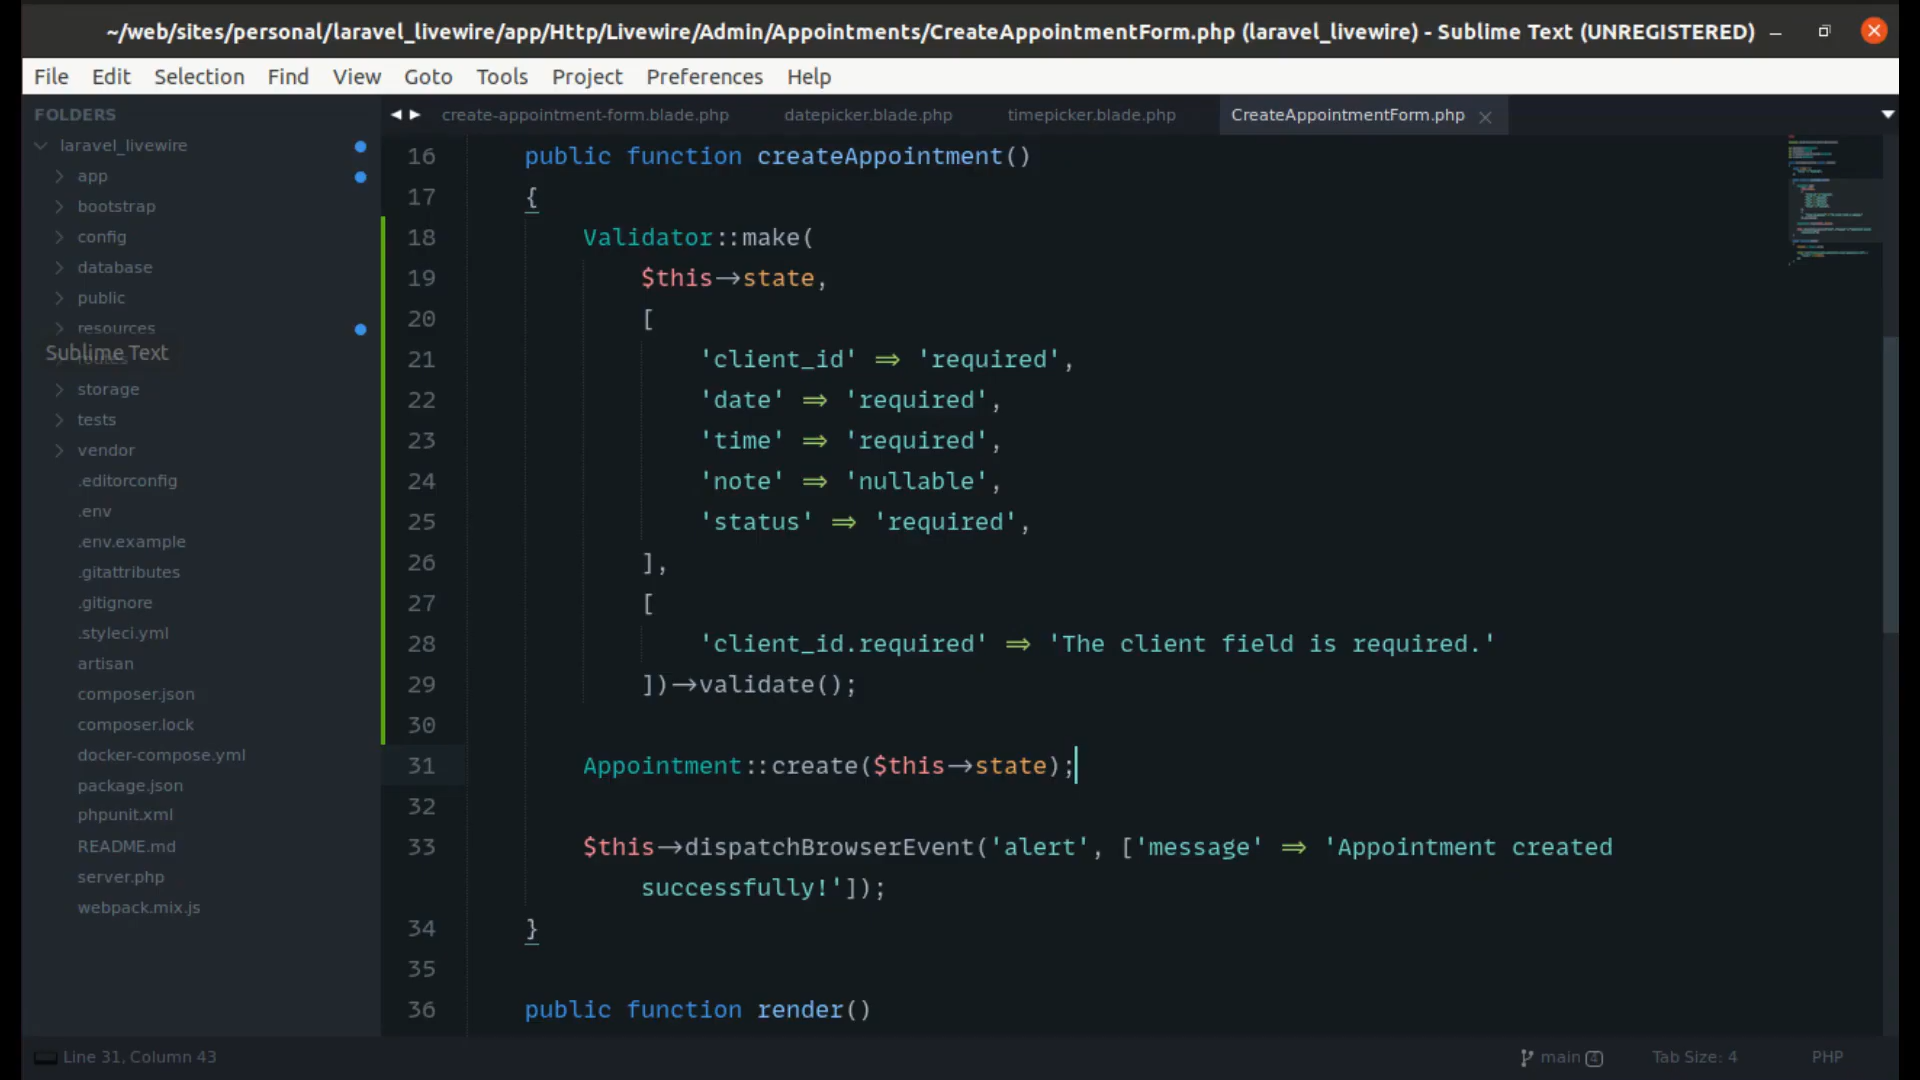 ~/web/sites/personal/laravel_livewire/app/Http/Livewire/Admin/Appointments/CreateAppointmentForm.php (laravel_livewire) - Sublime Text (UNREGISTERED)
File Edit Selection Find View Goto Tools Project Preferences Help
FOLDERS
laravel_livewire
app
bootstrap
config
database
public
resources
Sublime Text
storage
tests
vendor
.editorconfig
.env
.env.example
.gitattributes
.gitignore
.styleci.yml
artisan
composer.json
composer.lock
docker-compose.yml
package.json
phpunit.xml
README.md
server.php
webpack.mix.js
create-appointment-form.blade.php datepicker.blade.php timepicker.blade.php CreateAppointmentForm.php
16 public function createAppointment()
17 {
18 Validator::make(
19 $this->state,
20 [
21 'client_id' => 'required',
22 'date' => 'required',
23 'time' => 'required',
24 'note' => 'nullable',
25 'status' => 'required',
26 ],
27 [
28 'client_id.required' => 'The client field is required.'
29 ])->validate();
30
31 Appointment::create($this->state);
32
33 $this->dispatchBrowserEvent('alert', ['message' => 'Appointment created
successfully!']);
34 }
35
36 public function render()
Line 31, Column 43 main 4 Tab Size: 4 PHP